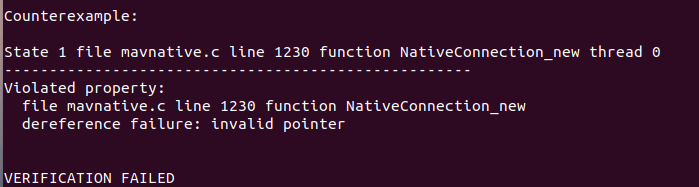 Counterexample:
State 1 file mavnative.c line 1230 function NativeConnection_new thread 0
----------------------------------------------------
Violated property:
  file mavnative.c line 1230 function NativeConnection_new
  dereference failure: invalid pointer
VERIFICATION FAILED